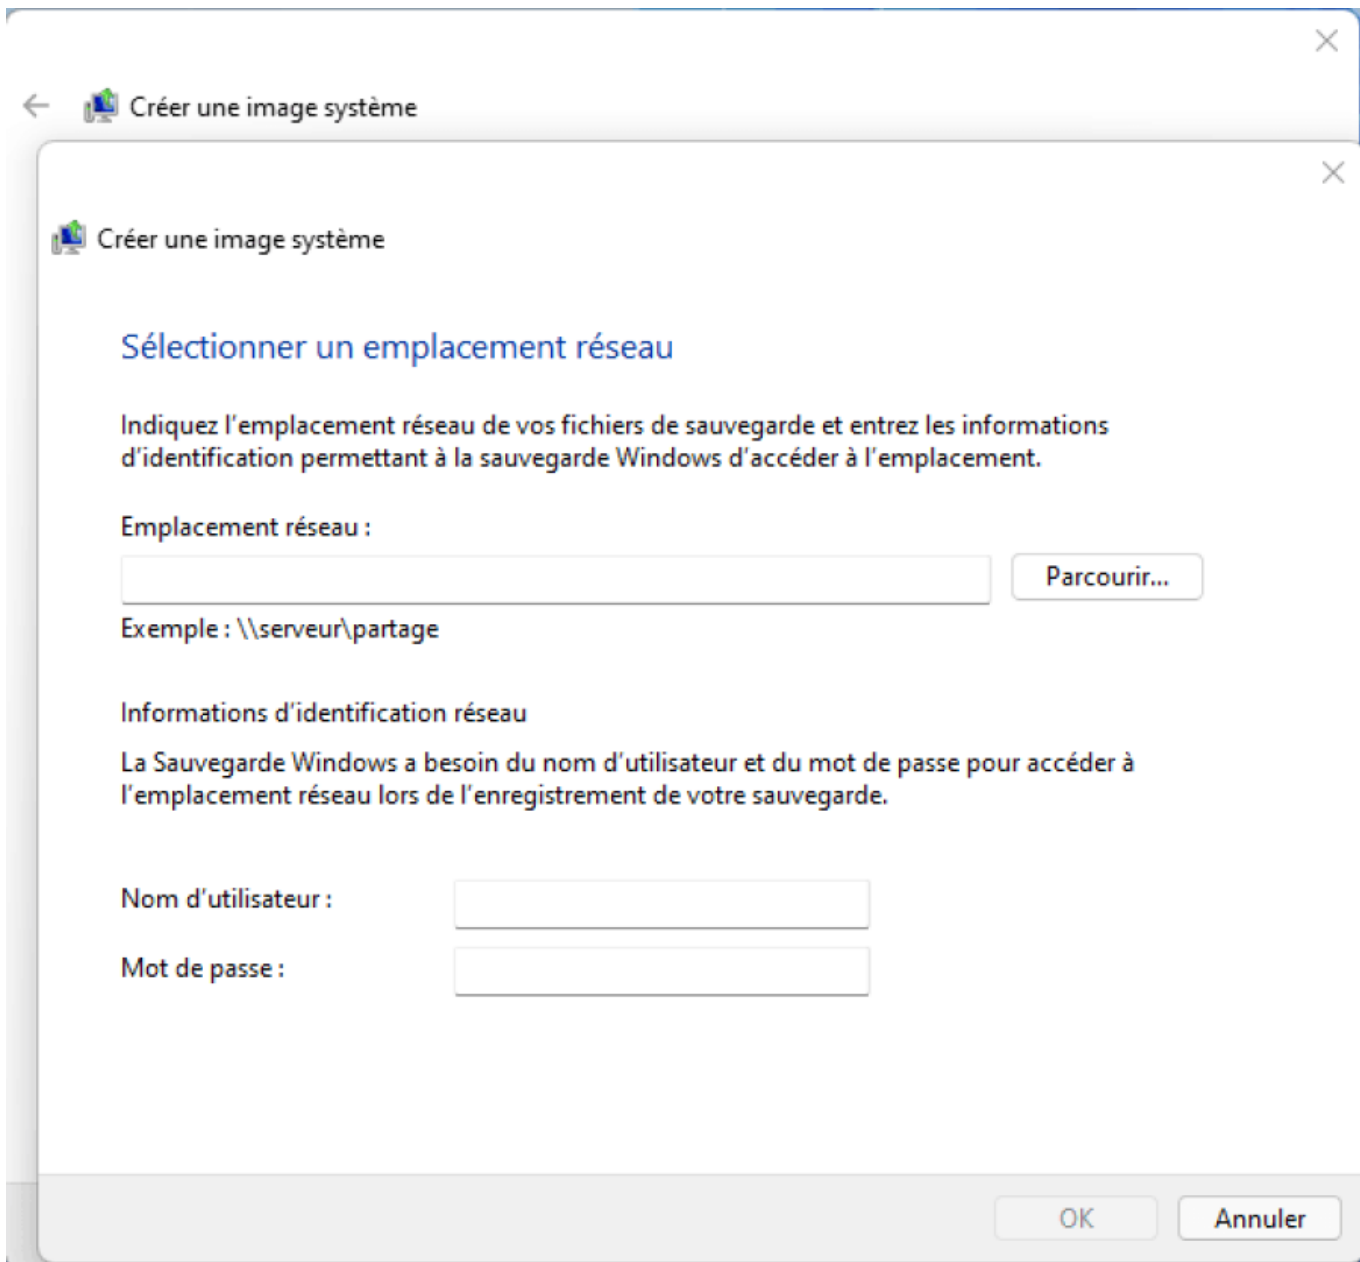 Créer une image système
Créer une image système
Sélectionner un emplacement réseau
Indiquez l'emplacement réseau de vos fichiers de sauvegarde et entrez les informations
d'identification permettant à la sauvegarde Windows d'accéder à l'emplacement.
Emplacement réseau :
Parcourir...
Exemple : \\serveur\partage
Informations d'identification réseau
La Sauvegarde Windows a besoin du nom d'utilisateur et du mot de passe pour accéder à
l'emplacement réseau lors de l'enregistrement de votre sauvegarde.
Nom d'utilisateur :
Mot de passe :
OK
Annuler